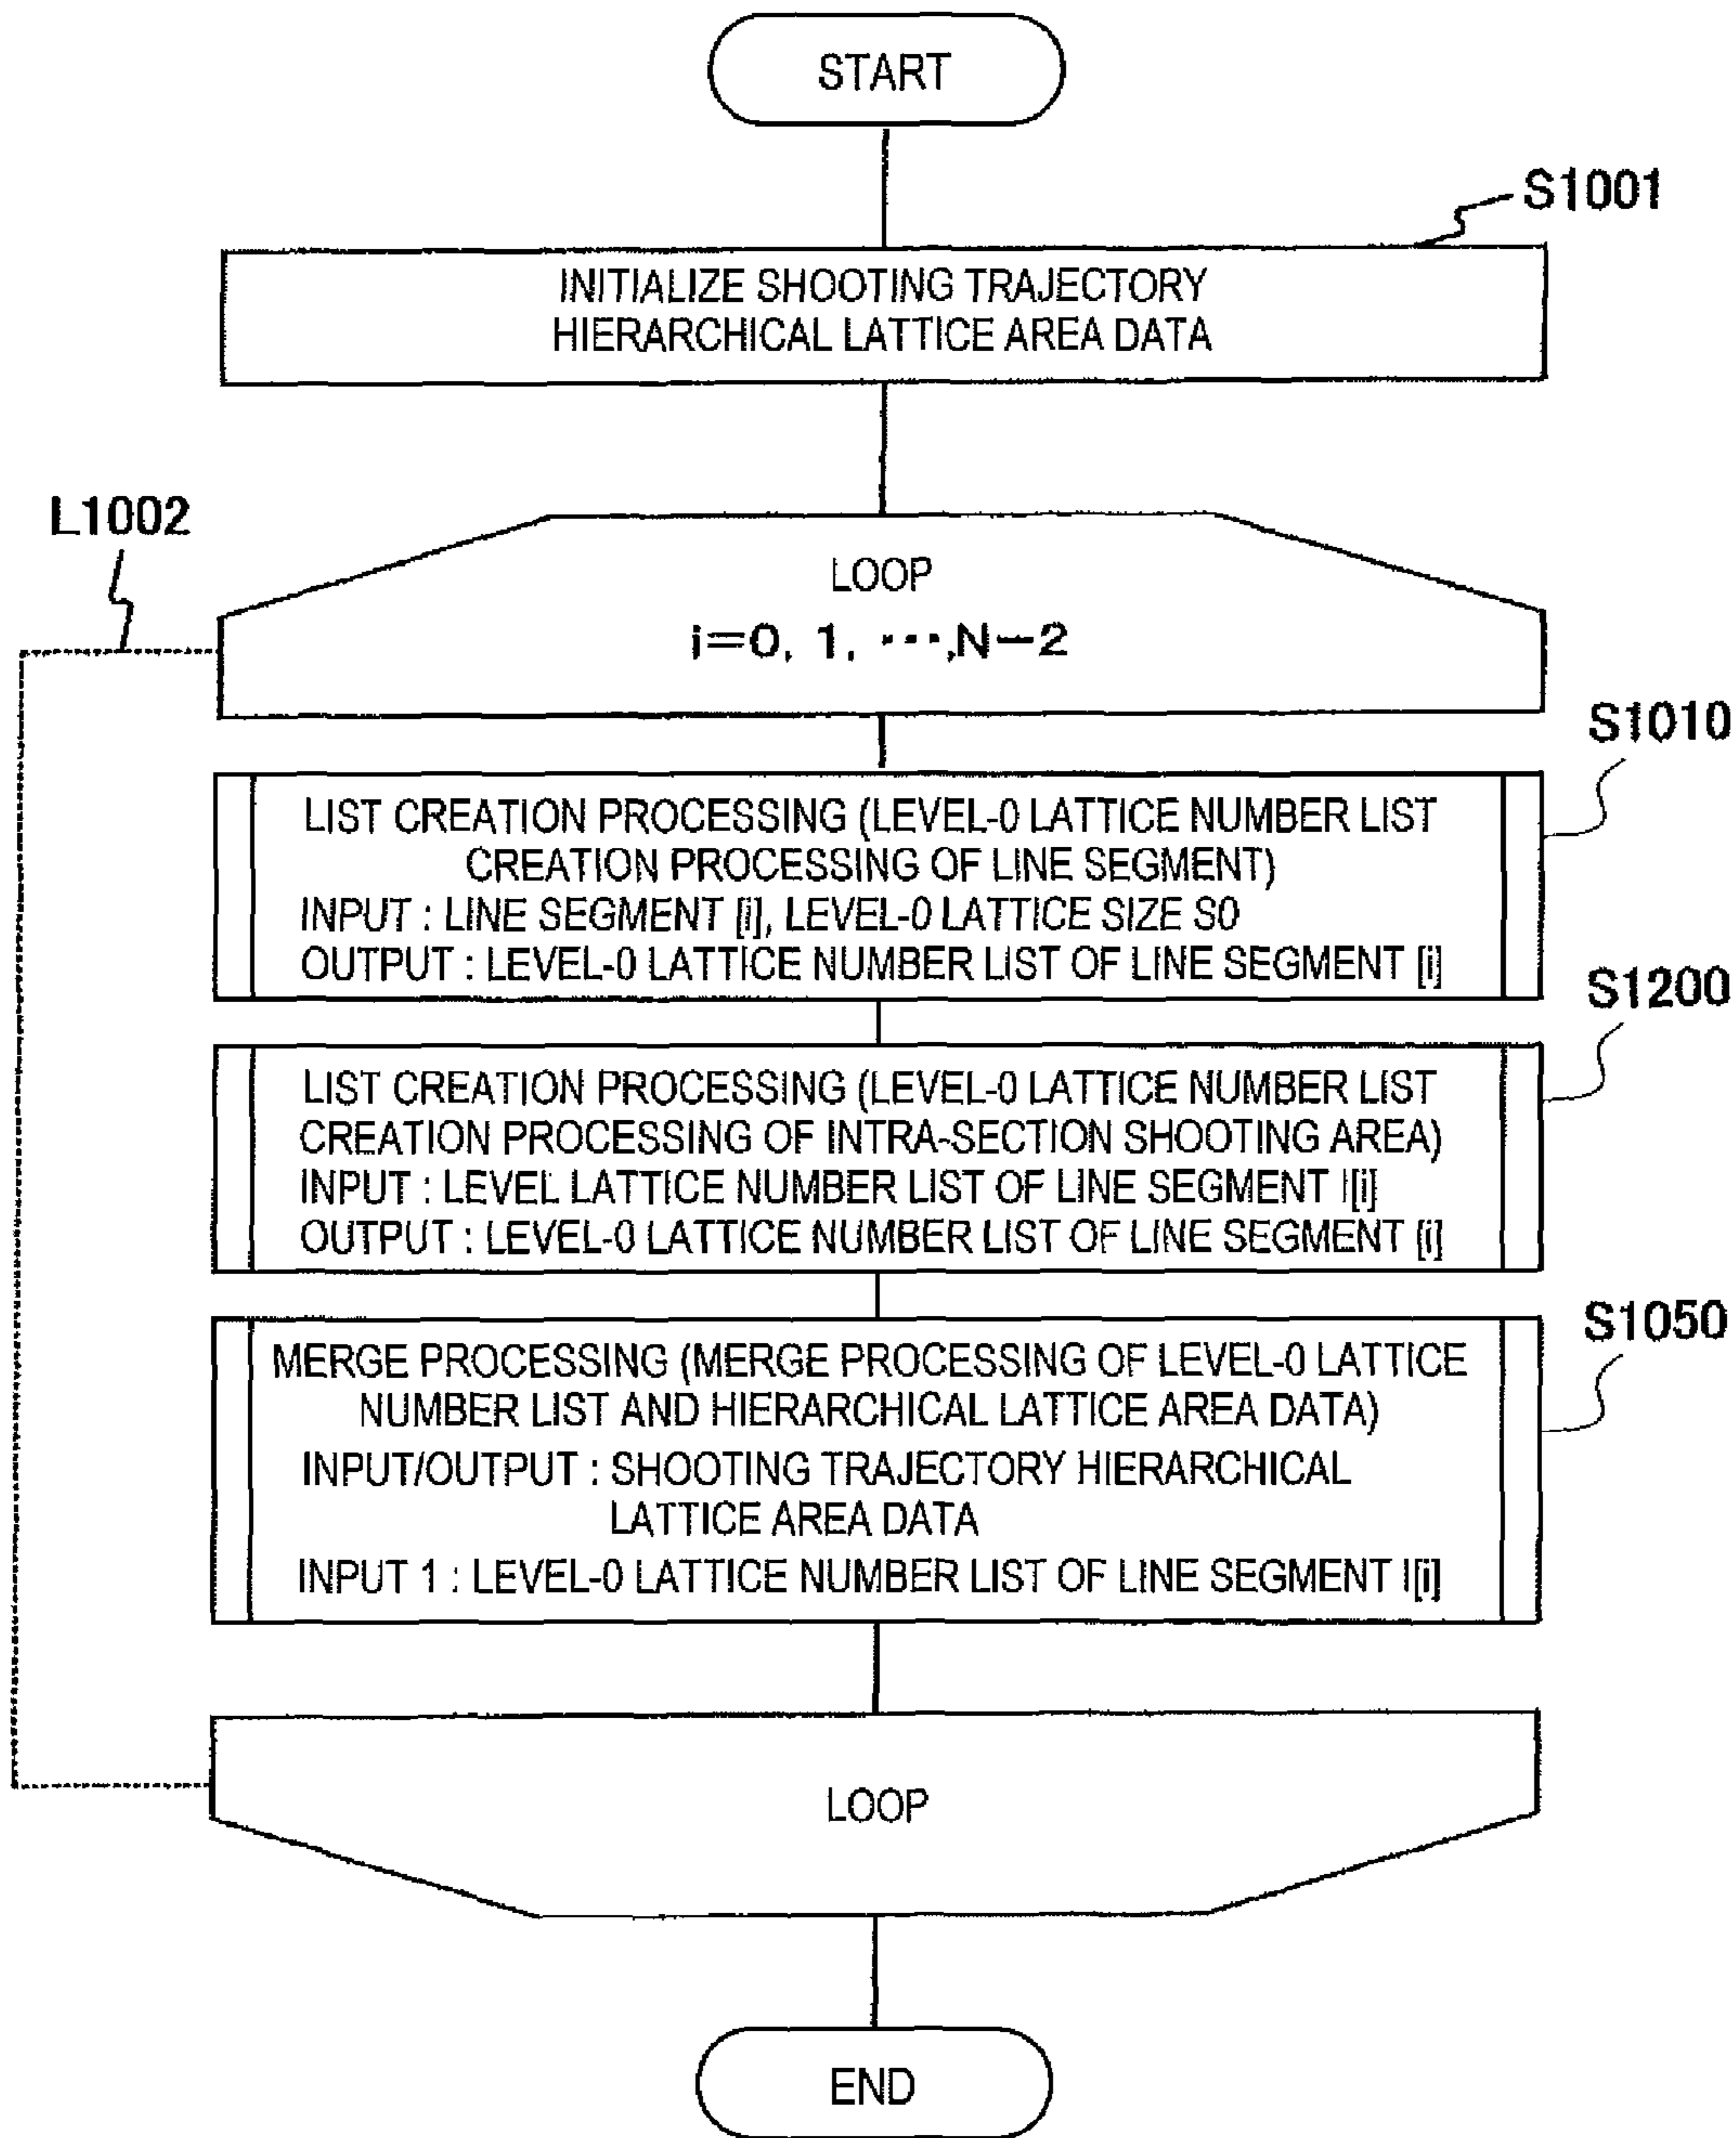 START
S1001
INITIALIZE SHOOTING TRAJECTORY
HIERARCHICAL LATTICE AREA DATA
L1002
LOOP
i=0, 1, ···,N-2
S1010
LIST CREATION PROCESSING (LEVEL-0 LATTICE NUMBER LIST
CREATION PROCESSING OF LINE SEGMENT)
INPUT : LINE SEGMENT [i], LEVEL-0 LATTICE SIZE S0
OUTPUT : LEVEL-0 LATTICE NUMBER LIST OF LINE SEGMENT [i]
S1200
LIST CREATION PROCESSING (LEVEL-0 LATTICE NUMBER LIST
CREATION PROCESSING OF INTRA-SECTION SHOOTING AREA)
INPUT : LEVEL LATTICE NUMBER LIST OF LINE SEGMENT l[i]
OUTPUT : LEVEL-0 LATTICE NUMBER LIST OF LINE SEGMENT [i]
S1050
MERGE PROCESSING (MERGE PROCESSING OF LEVEL-0 LATTICE
NUMBER LIST AND HIERARCHICAL LATTICE AREA DATA)
INPUT/OUTPUT : SHOOTING TRAJECTORY HIERARCHICAL
LATTICE AREA DATA
INPUT 1 : LEVEL-0 LATTICE NUMBER LIST OF LINE SEGMENT l[i]
LOOP
END